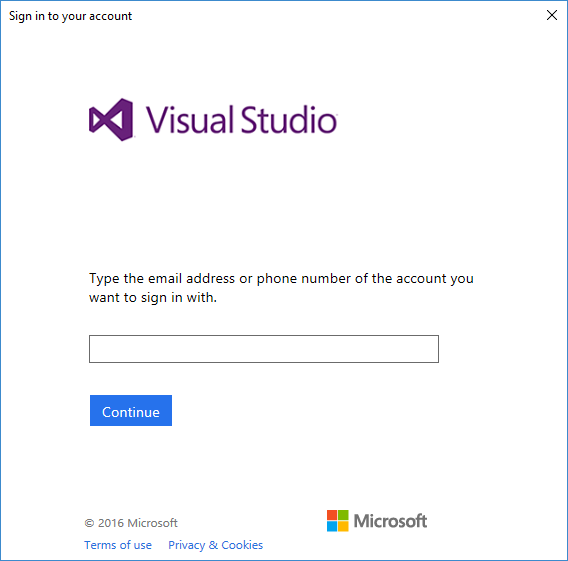 Sign in to your account
Visual Studio
Type the email address or phone number of the account you
want to sign in with.
Continue
© 2016 Microsoft
Microsoft
Terms of use
Privacy & Cookies